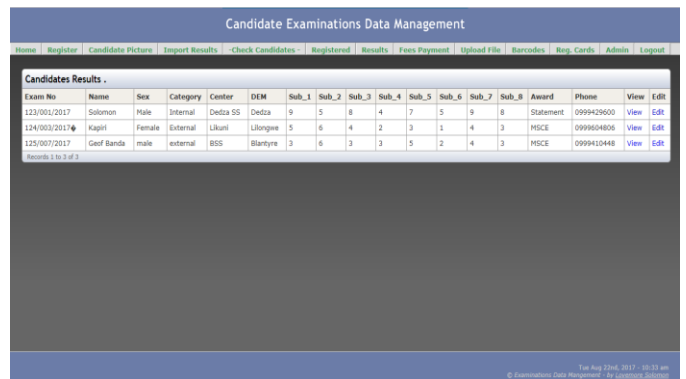 Candidate Examinations Data Management
Home Register Candidate Picture Import Results -Check Candidates - Registered Results Fees Payment Upload File Barcodes Reg. Cards Admin Logout
Candidates Results .
Exam No Name Sex Category Center DEM Sub_1 Sub_2 Sub_3 Sub_4 Sub_5 Sub_6 Sub_7 Sub_8 Award Phone View Edit
123/001/2017 Solomon Male Internal Dedza SS Dedza 9 5 8 4 7 5 9 8 Statement 0999429600 View Edit
124/003/2017� Kapiri Female External Likuni Lilongwe 5 6 4 2 3 1 4 3 MSCE 0999604806 View Edit
125/007/2017 Geof Banda male external BSS Blantyre 3 6 3 3 5 2 4 3 MSCE 0999410448 View Edit
Records 1 to 3 of 3
Tue Aug 22nd, 2017 - 10:33 am
© Examinations Data Mangement - by Lovemore Solomon